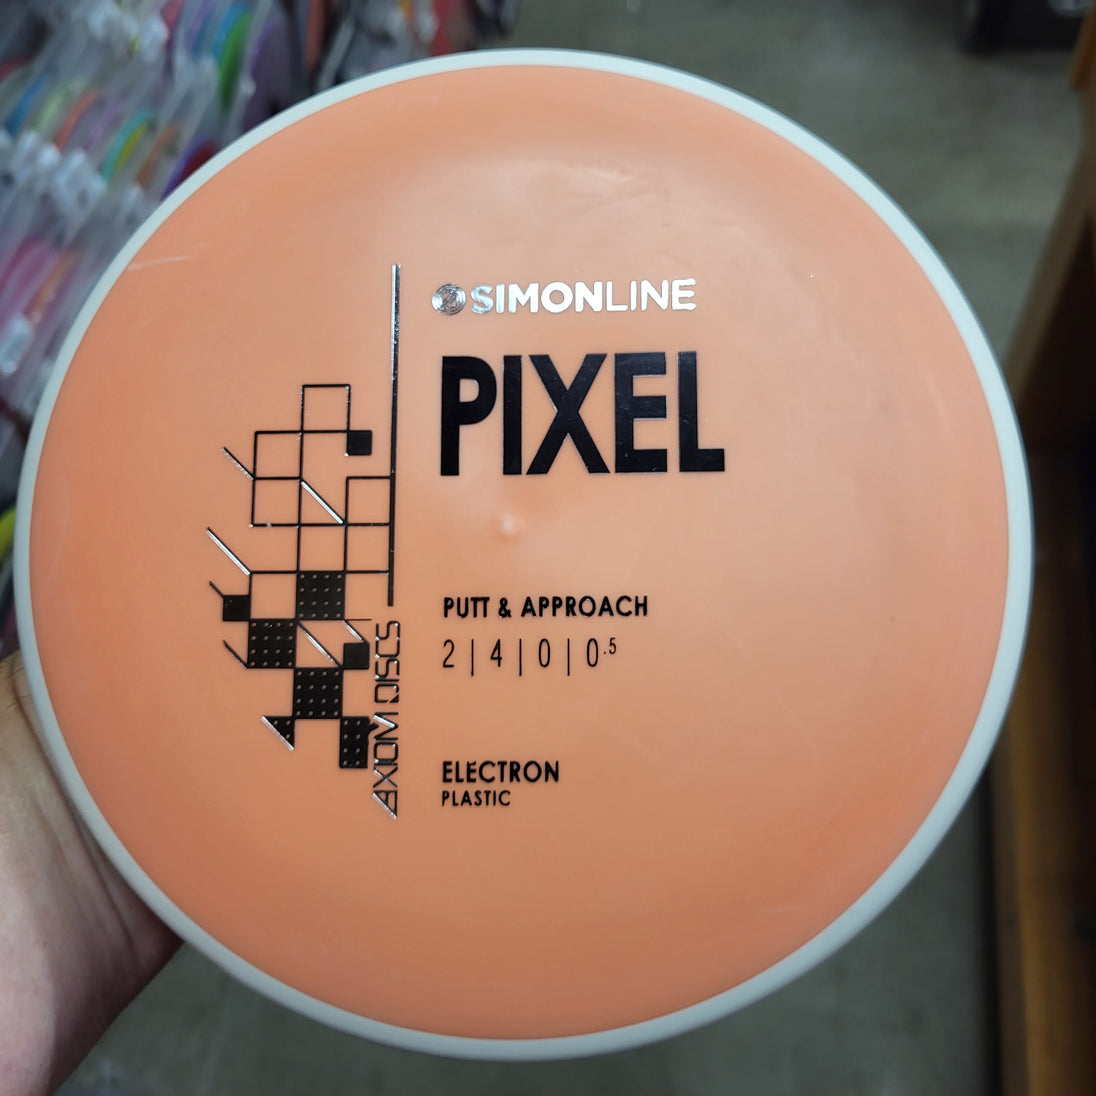 SIMONLINE
PIXEL
PUTT & APPROACH
2 | 4 | 0 | 0.5
ELECTRON
PLASTIC
AXIOM DISCS